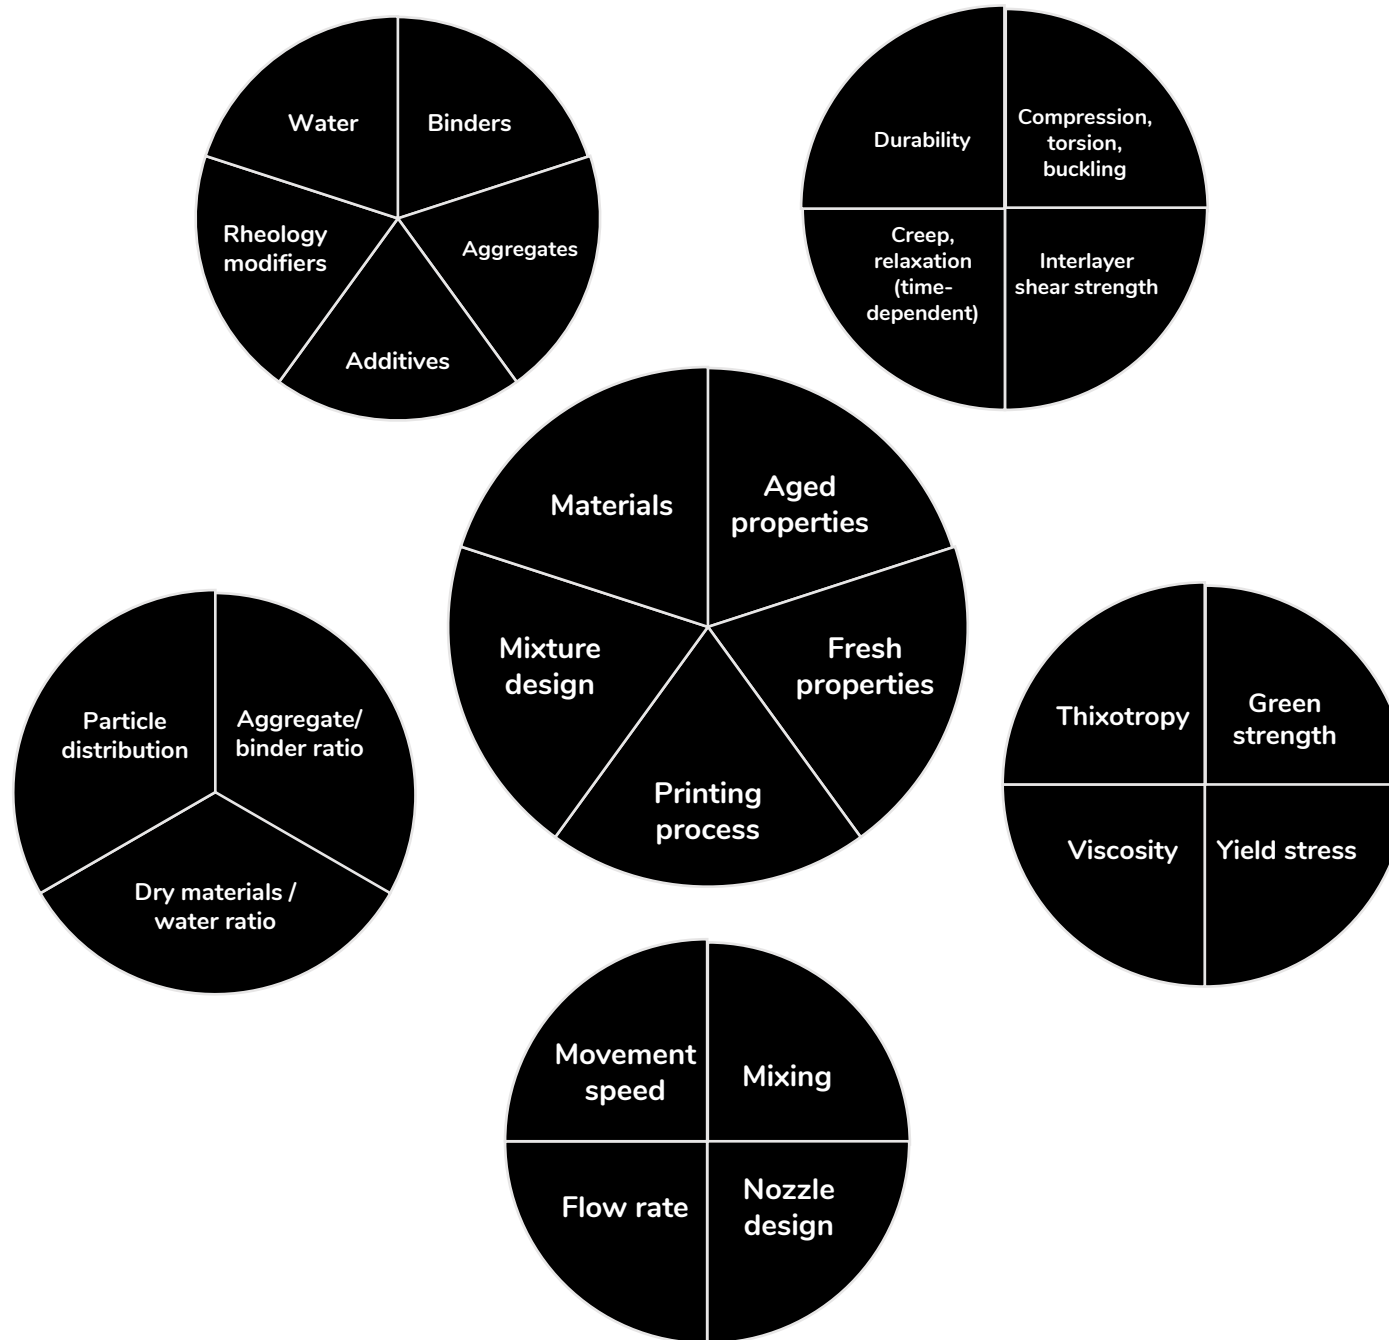 Water
Binders
Rheology
modifiers
Aggregates
Additives
Durability
Compression,
torsion,
buckling
Creep,
relaxation
(time-
dependent)
Interlayer
shear strength
Materials
Aged
properties
Mixture
design
Fresh
properties
Printing
process
Particle
distribution
Aggregate/
binder ratio
Dry materials /
water ratio
Thixotropy
Green
strength
Viscosity
Yield stress
Movement
speed
Mixing
Flow rate
Nozzle
design